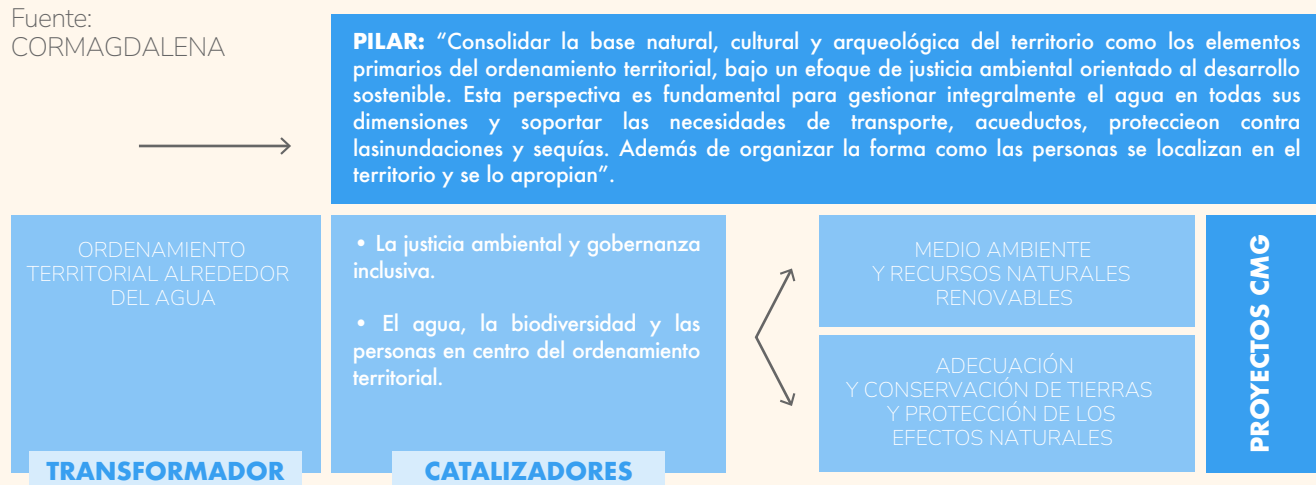 Fuente:
CORMAGDALENA
PILAR: “Consolidar la base natural, cultural y arqueológica del territorio como los elementos
primarios del ordenamiento territorial, bajo un efoque de justicia ambiental orientado al desarrollo
sostenible. Esta perspectiva es fundamental para gestionar integralmente el agua en todas sus
dimensiones y soportar las necesidades de transporte, acueductos, proteccieon contra
lasinundaciones y sequías. Además de organizar la forma como las personas se localizan en el
territorio y se lo apropian”.
ORDENAMIENTO
TERRITORIAL ALREDEDOR
DEL AGUA
TRANSFORMADOR
• La justicia ambiental y gobernanza
inclusiva.
• El agua, la biodiversidad y las
personas en centro del ordenamiento
territorial.
CATALIZADORES
MEDIO AMBIENTE
Y RECURSOS NATURALES
RENOVABLES
ADECUACIÓN
Y CONSERVACIÓN DE TIERRAS
Y PROTECCIÓN DE LOS
EFECTOS NATURALES
PROYECTOS CMG